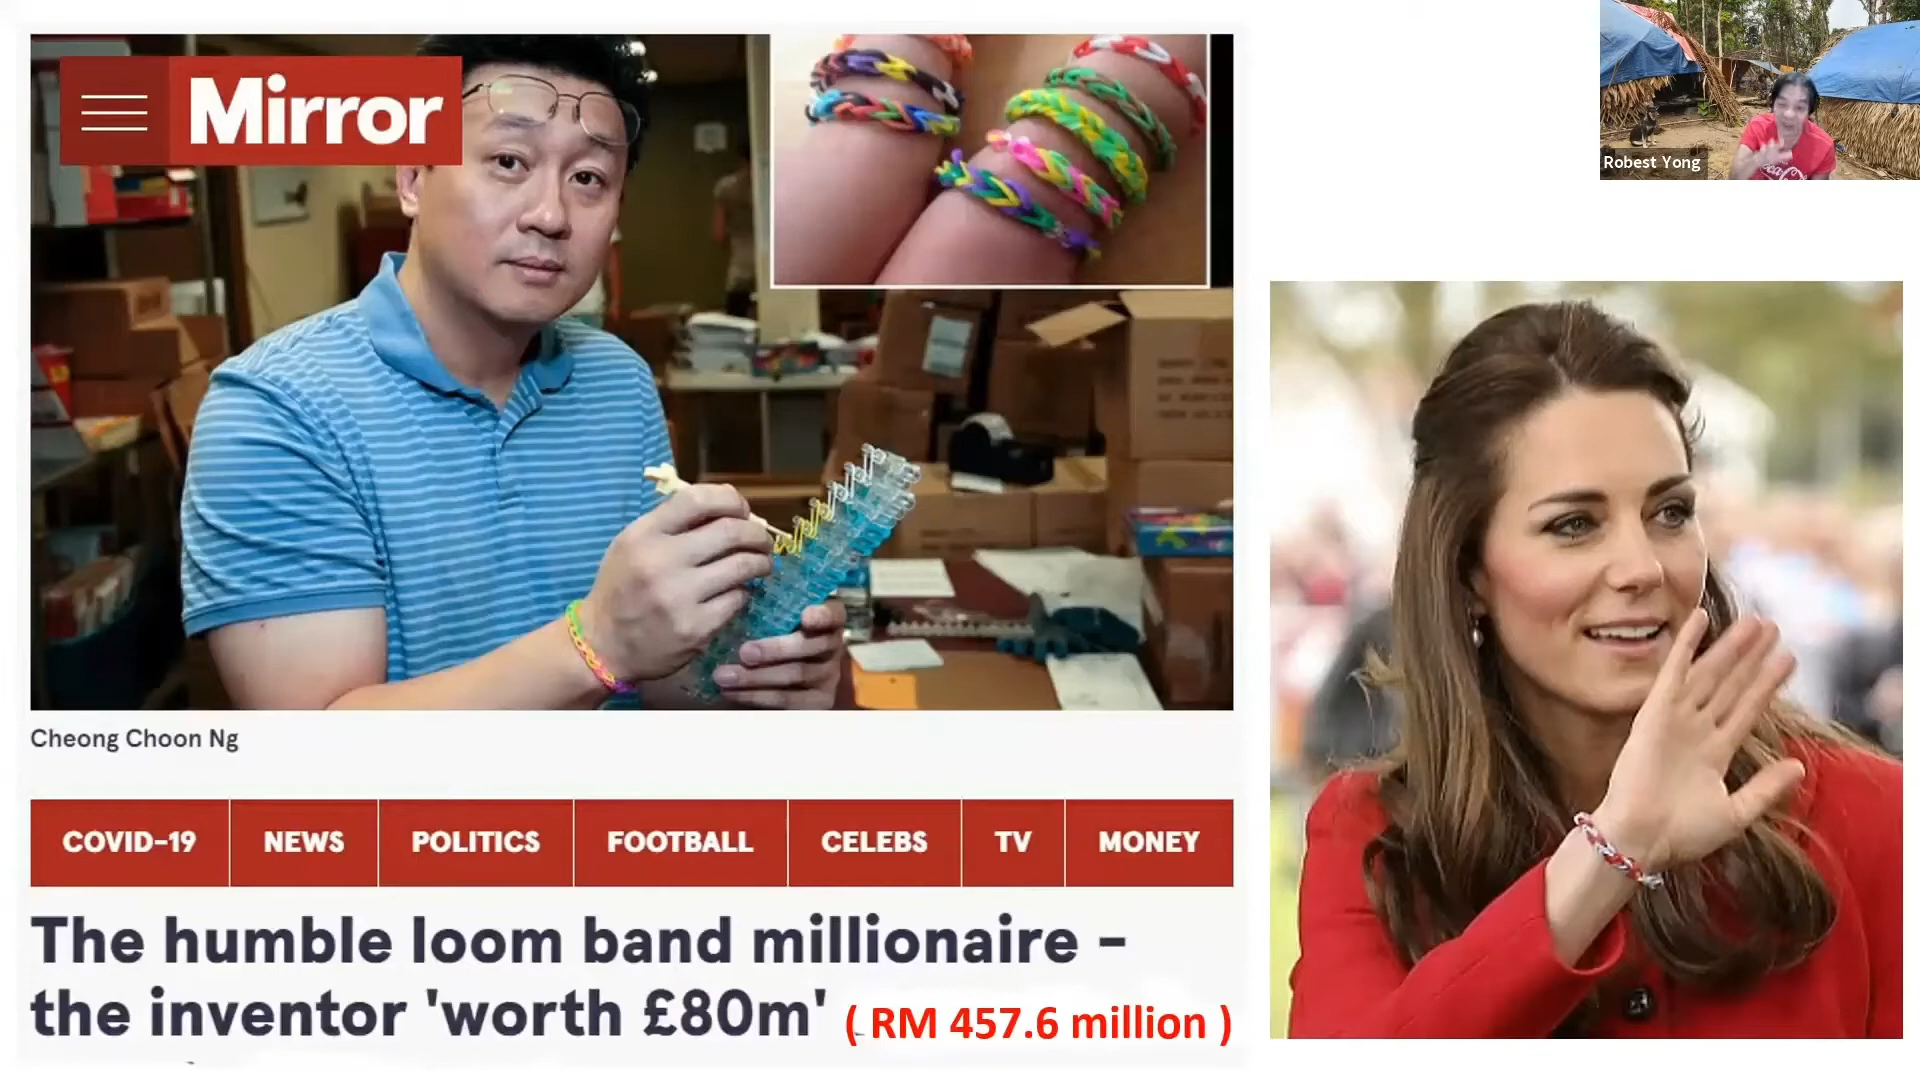 Mirror
Robest Yong
Cheong Choon Ng
COVID-19 NEWS POLITICS FOOTBALL CELEBS TV MONEY
The humble loom band millionaire -
the inventor 'worth £80m' ( RM 457.6 million )